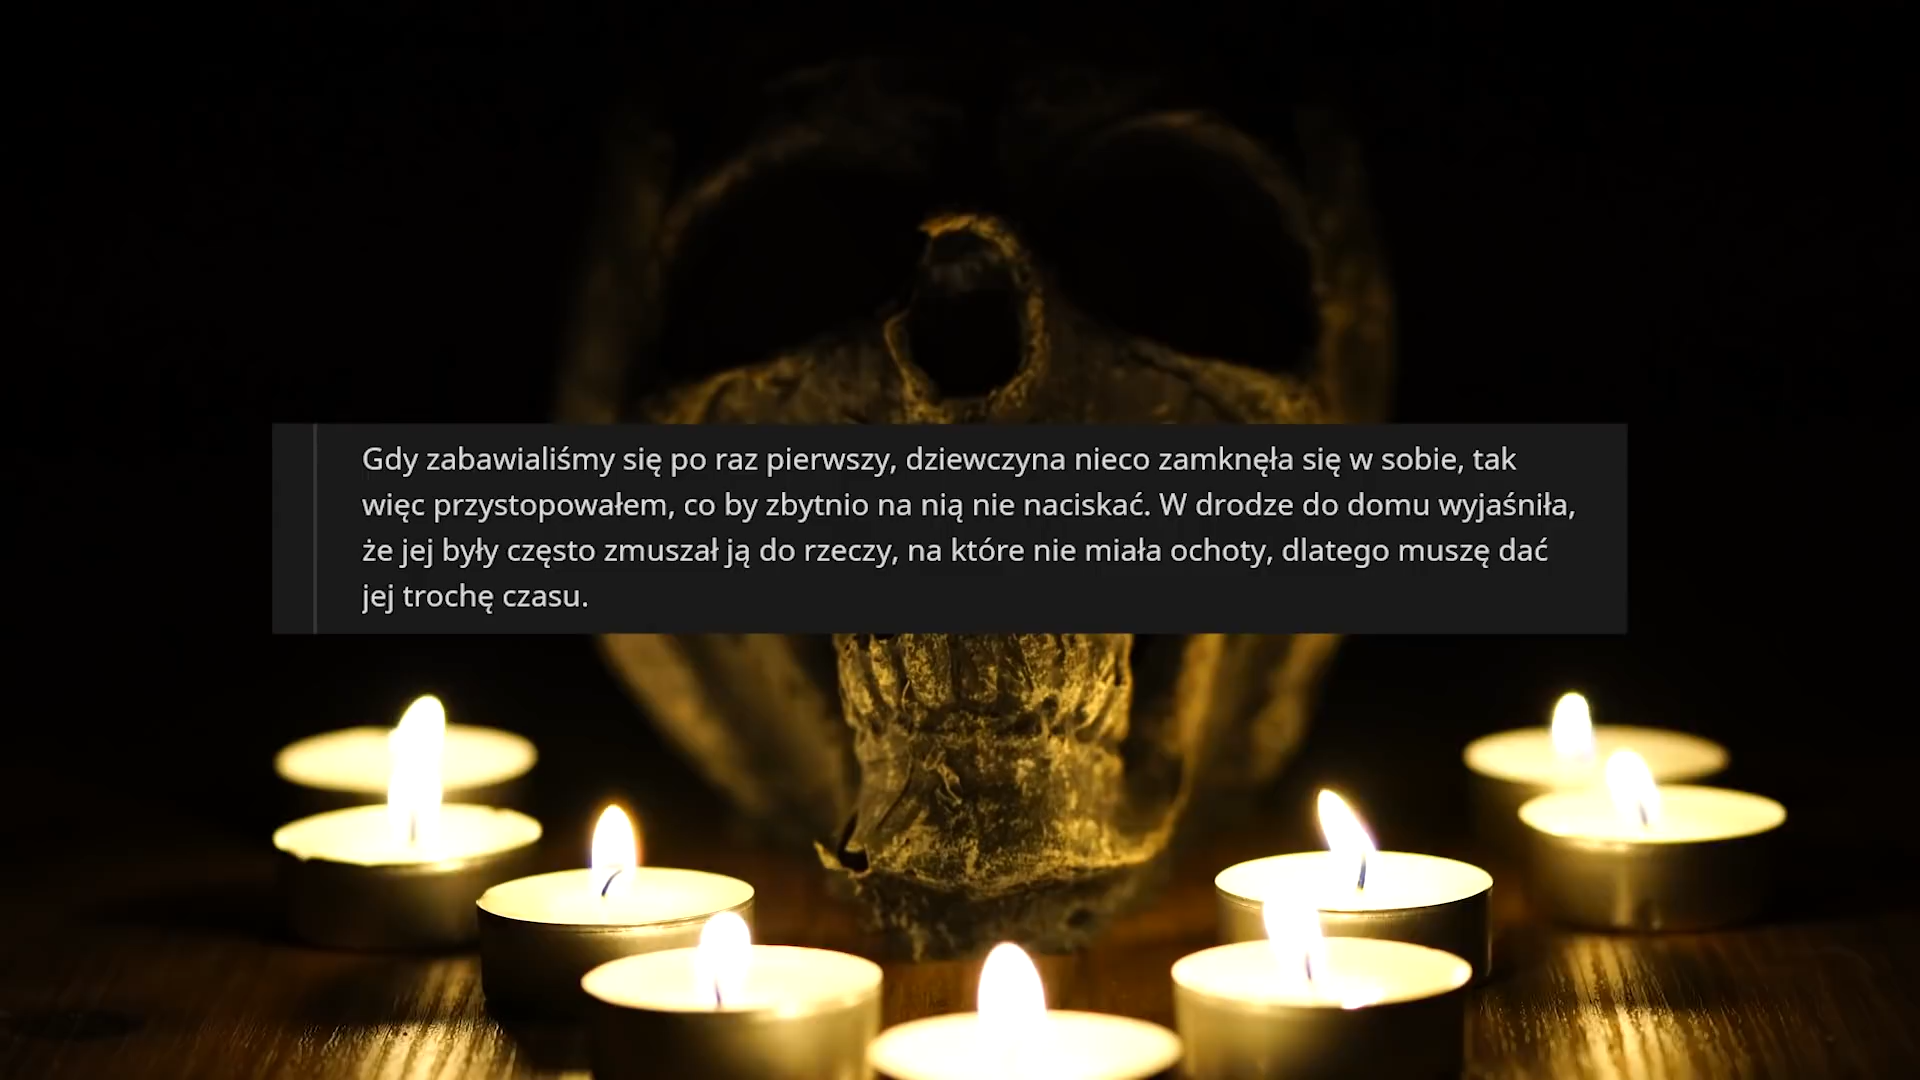 Gdy zabawialiśmy się po raz pierwszy, dziewczyna nieco zamknęła się w sobie, tak
więc przystopowałem, co by zbytnio na nią nie naciskać. W drodze do domu wyjaśniła,
że jej były często zmuszał ją do rzeczy, na które nie miała ochoty, dlatego muszę dać
jej trochę czasu.